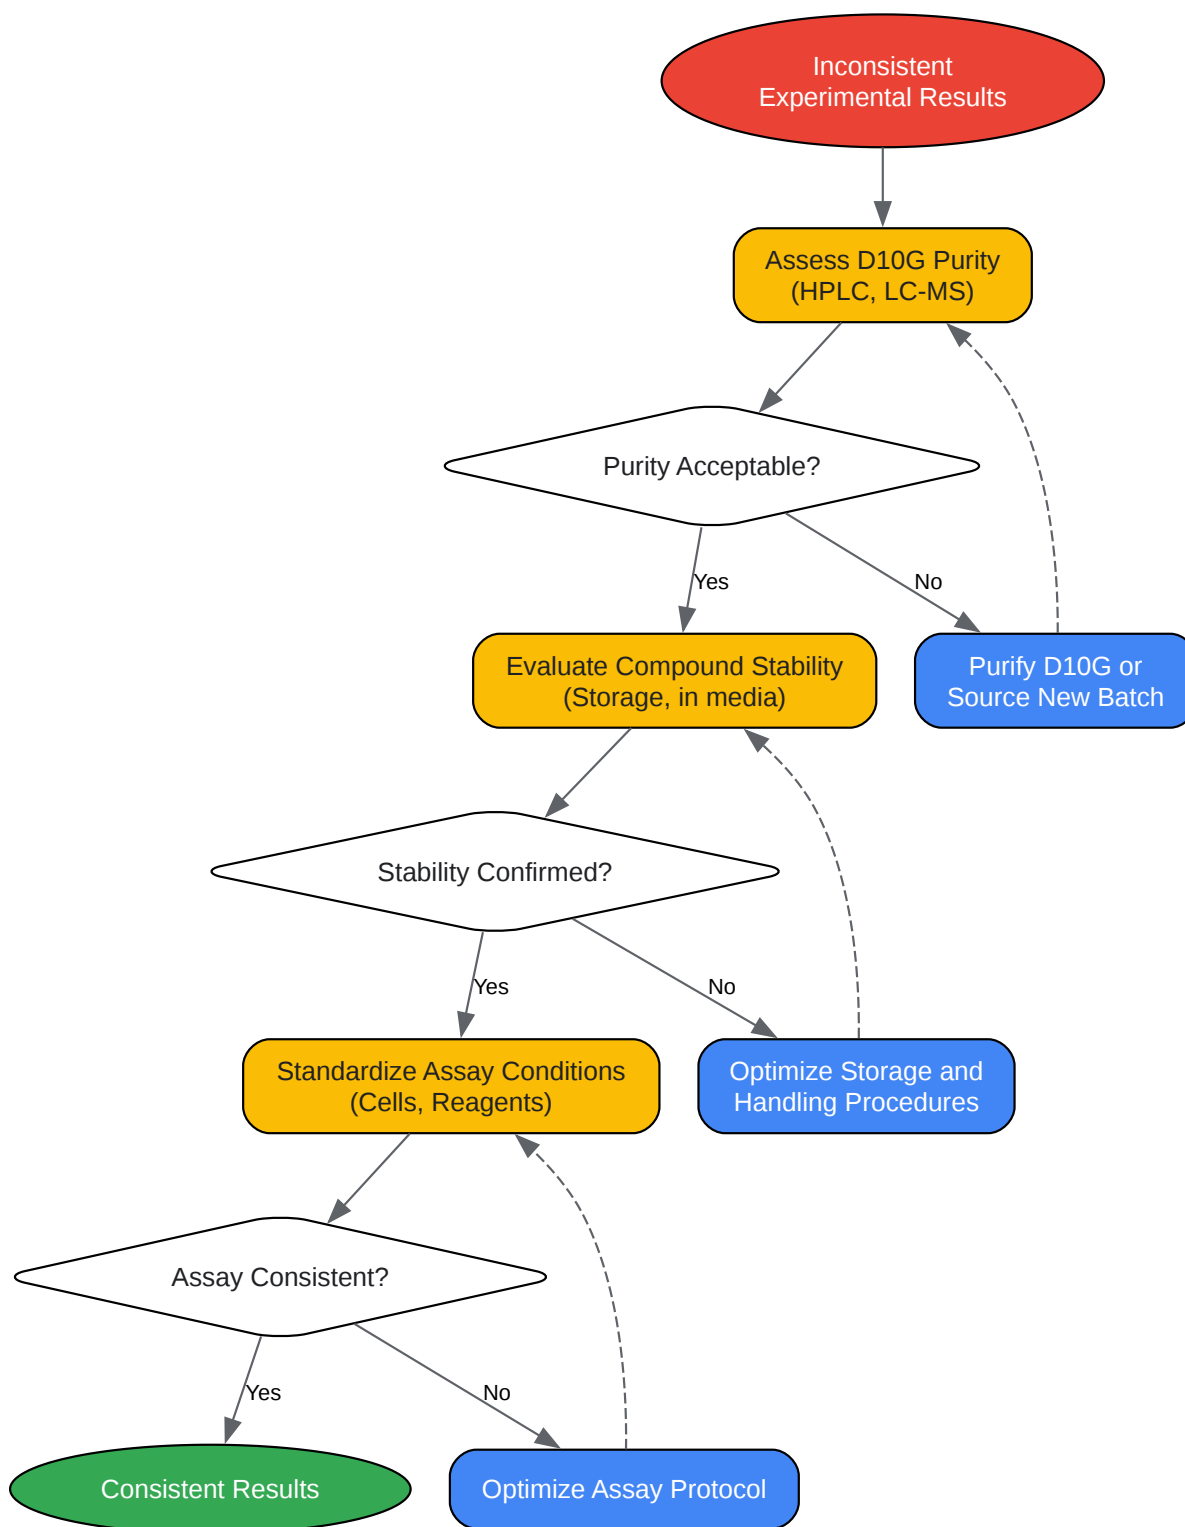 Inconsistent
Experimental Results
Assess D10G Purity
(HPLC, LC-MS)
Purity Acceptable?
Yes
No
Evaluate Compound Stability
(Storage, in media)
Purify D10G or
Source New Batch
Stability Confirmed?
Yes
No
Standardize Assay Conditions
(Cells, Reagents)
Optimize Storage and
Handling Procedures
Assay Consistent?
Yes
No
Consistent Results
Optimize Assay Protocol